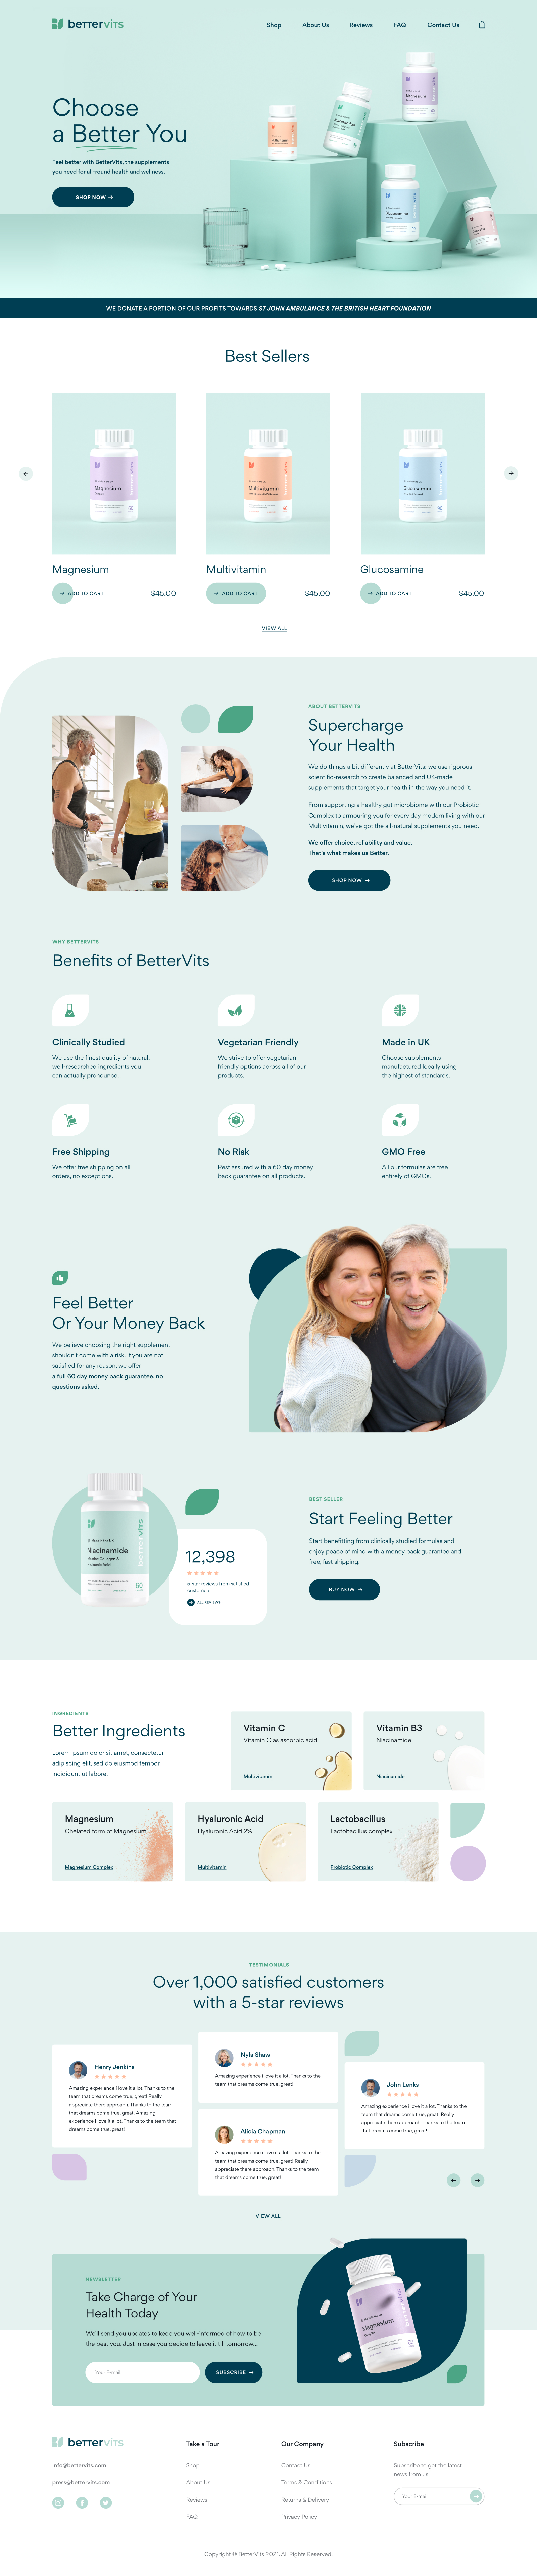 bettervits
Shop
About Us
Reviews
FAQ
Contact Us
Choose
a Better You
Feel better with BetterVits, the supplements
you need for all-round health and wellness.
SHOP NOW →
Magnesium
Niacinamide
Multivitamin
Glucosamine
WE DONATE A PORTION OF OUR PROFITS TOWARDS ST JOHN AMBULANCE & THE BRITISH HEART FOUNDATION
Best Sellers
Magnesium
60
Multivitamin
60
Glucosamine
60
Magnesium
→ ADD TO CART
$45.00
Multivitamin
→ ADD TO CART
$45.00
Glucosamine
→ ADD TO CART
$45.00
VIEW ALL
ABOUT BETTERVITS
Supercharge
Your Health
We do things a bit differently at BetterVits: we use rigorous
scientific-research to create balanced and UK-made
supplements that target your health in the way you need it.
From supporting a healthy gut microbiome with our Probiotic
Complex to armouring you for every day modern living with our
Multivitamin, we've got the all-natural supplements you need.
We offer choice, reliability and value.
That's what makes us Better.
SHOP NOW →
WHY BETTERVITS
Benefits of BetterVits
Clinically Studied
We use the finest quality of natural,
well-researched ingredients you
can actually pronounce.
Vegetarian Friendly
We strive to offer vegetarian
friendly options across all of our
products.
Made in UK
Choose supplements
manufactured locally using
the highest of standards.
Free Shipping
We offer free shipping on all
orders, no exceptions.
No Risk
Rest assured with a 60 day money
back guarantee on all products.
GMO Free
All our formulas are free
entirely of GMOs.
Feel Better
Or Your Money Back
We believe choosing the right supplement
shouldn't come with a risk. If you are not
satisfied for any reason, we offer
a full 60 day money back guarantee, no
questions asked.
Made in the UK
Niacinamide
+Marine Collagen &
Hyaluronic Acid
bettervits
60
12,398
5-star reviews from satisfied
customers
ALL REVIEWS
BEST SELLER
Start Feeling Better
Start benefitting from clinically studied formulas and
enjoy peace of mind with a money back guarantee and
free, fast shipping.
BUY NOW →
INGREDIENTS
Better Ingredients
Lorem ipsum dolor sit amet, consectetur
adipiscing elit, sed do eiusmod tempor
incididunt ut labore.
Vitamin C
Vitamin C as ascorbic acid
Multivitamin
Vitamin B3
Niacinamide
Niacinamide
Magnesium
Chelated form of Magnesium
Magnesium Complex
Hyaluronic Acid
Hyaluronic Acid 2%
Multivitamin
Lactobacillus
Lactobacillus complex
Probiotic Complex
TESTIMONIALS
Over 1,000 satisfied customers
with a 5-star reviews
Henry Jenkins
Amazing experience i love it a lot. Thanks to the
team that dreams come true, great! Really
appreciate there approach. Thanks to the team
that dreams come true, great! Amazing
experience i love it a lot. Thanks to the team that
dreams come true, great!
Nyla Shaw
Amazing experience i love it a lot. Thanks to the
team that dreams come true, great!
Alicia Chapman
Amazing experience i love it a lot. Thanks to the
team that dreams come true, great! Really
appreciate there approach. Thanks to the team
that dreams come true, great!
John Lenks
Amazing experience i love it a lot. Thanks to the
team that dreams come true, great! Really
appreciate there approach. Thanks to the team
that dreams come true, great!
VIEW ALL
NEWSLETTER
Take Charge of Your
Health Today
We'll send you updates to keep you well-informed of how to be
the best you. Just in case you decide to leave it till tomorrow...
Your E-mail
SUBSCRIBE →
Magnesium
bettervits
info@bettervits.com
press@bettervits.com
Take a Tour
Shop
About Us
Reviews
FAQ
Our Company
Contact Us
Terms & Conditions
Returns & Delivery
Privacy Policy
Subscribe
Subscribe to get the latest
news from us
Your E-mail
Copyright © BetterVits 2021. All Rights Reserved.